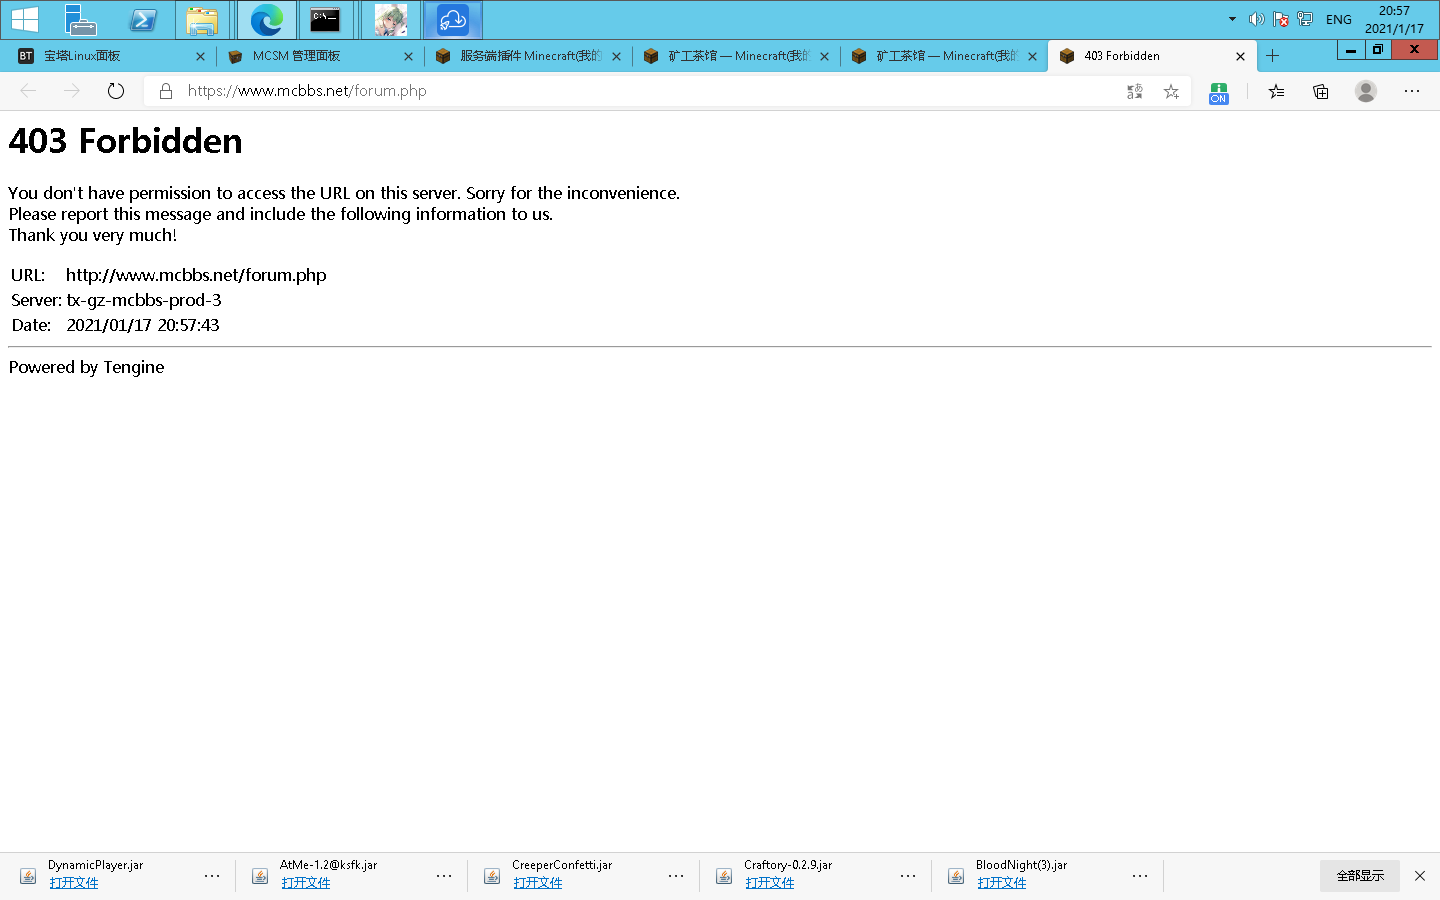 20:57
ENG
2021/1/17
BT 宝塔Linux面板
MCSM 管理面板
服务端插件 Minecraft(我的
矿工茶馆 — Minecraft(我的
矿工茶馆 — Minecraft(我的
403 Forbidden
https://www.mcbbs.net/forum.php
ON
403 Forbidden
You don't have permission to access the URL on this server. Sorry for the inconvenience.
Please report this message and include the following information to us.
Thank you very much!
URL: http://www.mcbbs.net/forum.php
Server: tx-gz-mcbbs-prod-3
Date: 2021/01/17 20:57:43
Powered by Tengine
DynamicPlayer.jar
打开文件
AtMe-1.2@ksfk.jar
打开文件
CreeperConfetti.jar
打开文件
Craftory-0.2.9.jar
打开文件
BloodNight(3).jar
打开文件
全部显示